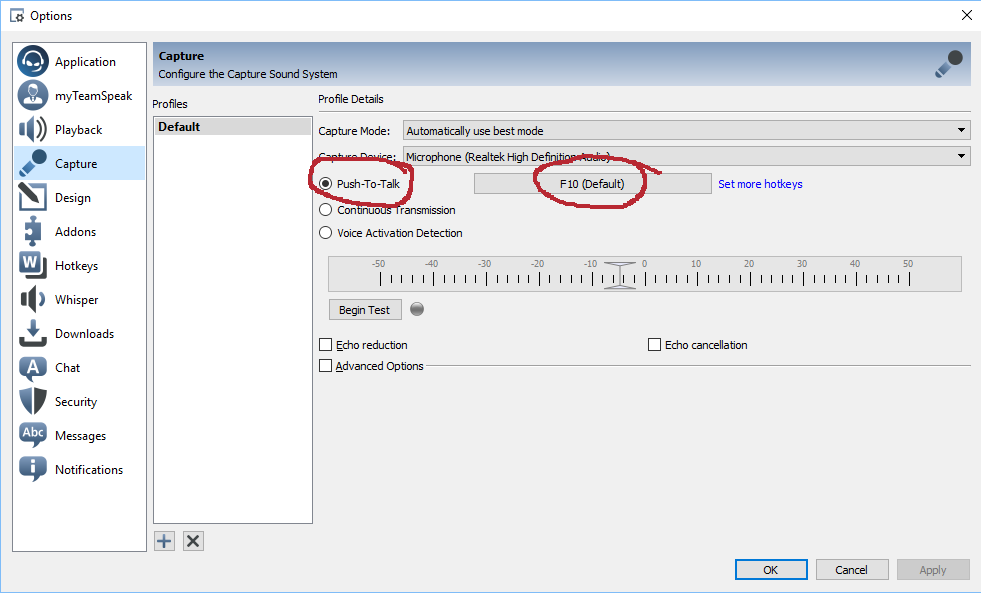 Options
Application
myTeamSpeak
Playback
Capture
Design
Addons
W Hotkeys
Whisper
Downloads
A Chat
Security
Abc Messages
i Notifications
Capture
Configure the Capture Sound System
Profiles
Default
Profile Details
Capture Mode: Automatically use best mode
Capture Device: Microphone (Realtek High Definition Audio)
Push-To-Talk F10 (Default) Set more hotkeys
Continuous Transmission
Voice Activation Detection
-50 -40 -30 -20 -10 0 10 20 30 40 50
Begin Test
Echo reduction Echo cancellation
Advanced Options
OK Cancel Apply